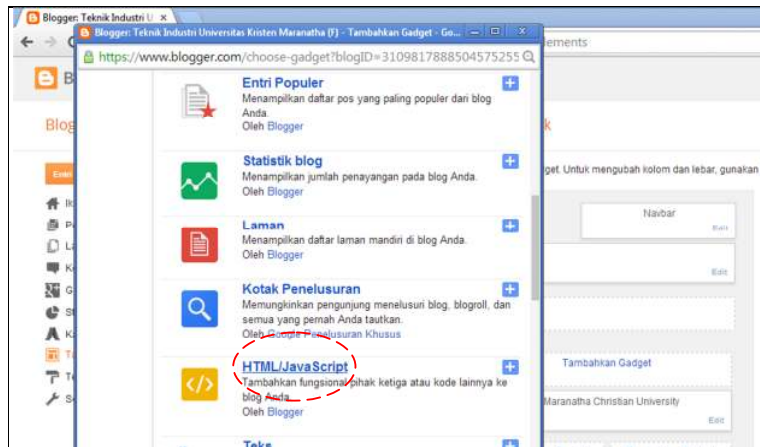 Blogger: Teknik Industri U
Blogger: Teknik Industri Universitas Kristen Maranatha (F) - Tambahkan Gadget - Go...
https://www.blogger.com/choose-gadget?blogID=3109817888504575255
ements
B
Blog
k
Entri Populer
Menampilkan daftar pos yang paling populer dari blog
Anda.
Oleh Blogger
Statistik blog
Menampilkan jumlah penayangan pada blog Anda.
Oleh Blogger
get. Untuk mengubah kolom dan lebar, gunakan
Laman
Menampilkan daftar laman mandiri di blog Anda.
Oleh Blogger
Navbar
Edit
Kotak Penelusuran
Memungkinkan pengunjung menelusuri blog, blogroll, dan
semua yang pernah Anda tautkan.
Oleh Google Penelusuran Khusus
Edit
HTML/JavaScript
Tambahkan fungsional pihak ketiga atau kode lainnya ke
blog Anda.
Oleh Blogger
Tambahkan Gadget
Maranatha Christian University
Edit
Teks